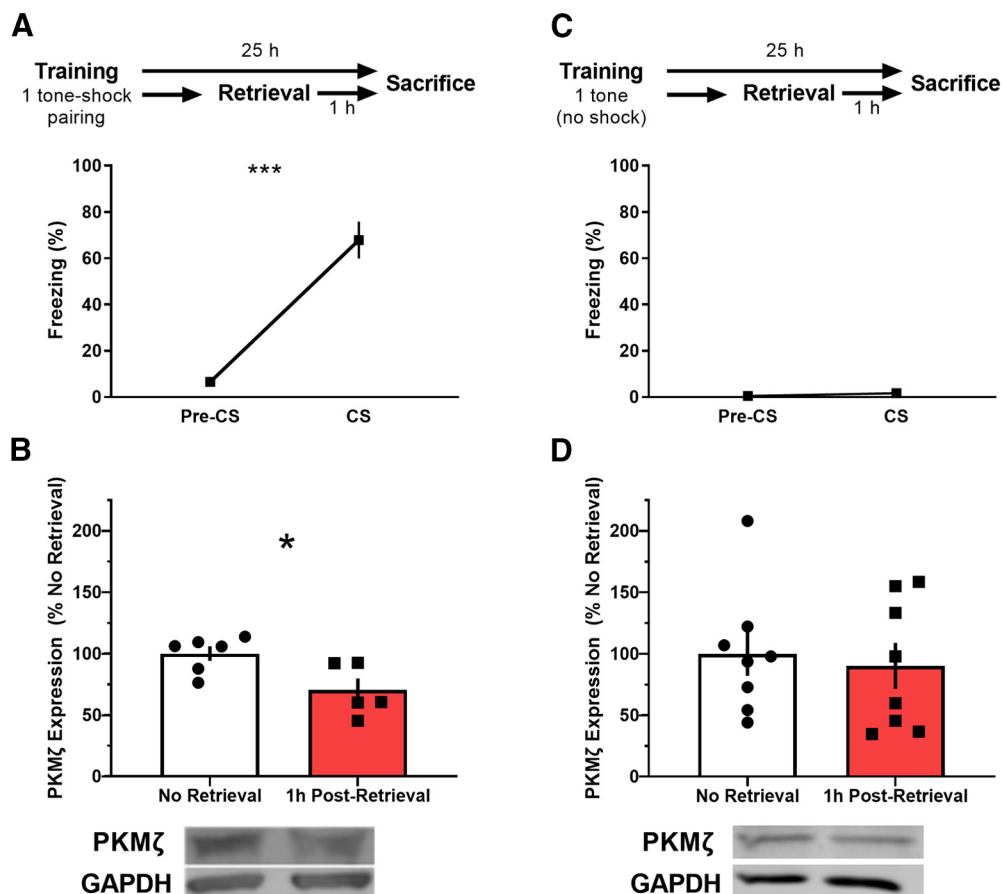 A
25 h
Training
1 tone-shock
pairing
Retrieval
1 h
Sacrifice
***
100
80
60
40
20
0
Freezing (%)
Pre-CS
CS
C
25 h
Training
1 tone
(no shock)
Retrieval
1 h
Sacrifice
100
80
60
40
20
0
Freezing (%)
Pre-CS
CS
B
*
200
150
100
50
0
PKMζ Expression (% No Retrieval)
No Retrieval
1h Post-Retrieval
PKMζ
GAPDH
D
200
150
100
50
0
PKMζ Expression (% No Retrieval)
No Retrieval
1h Post-Retrieval
PKMζ
GAPDH